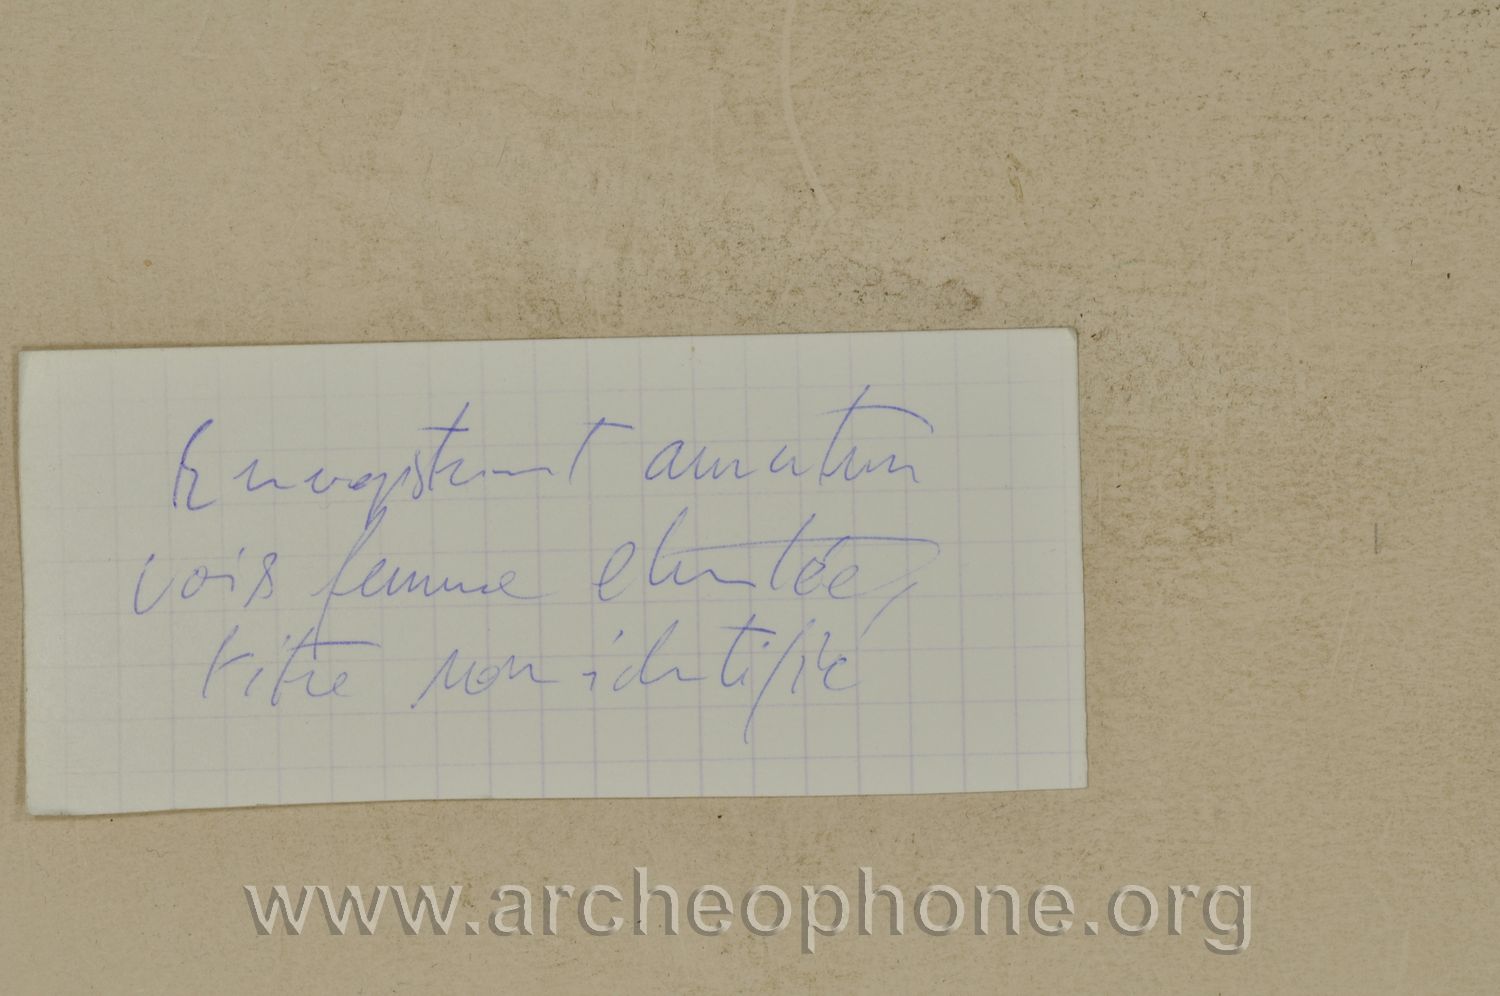 Enregistrement amateur
voix femme chantée,
titre non identifié
www.archeophone.org